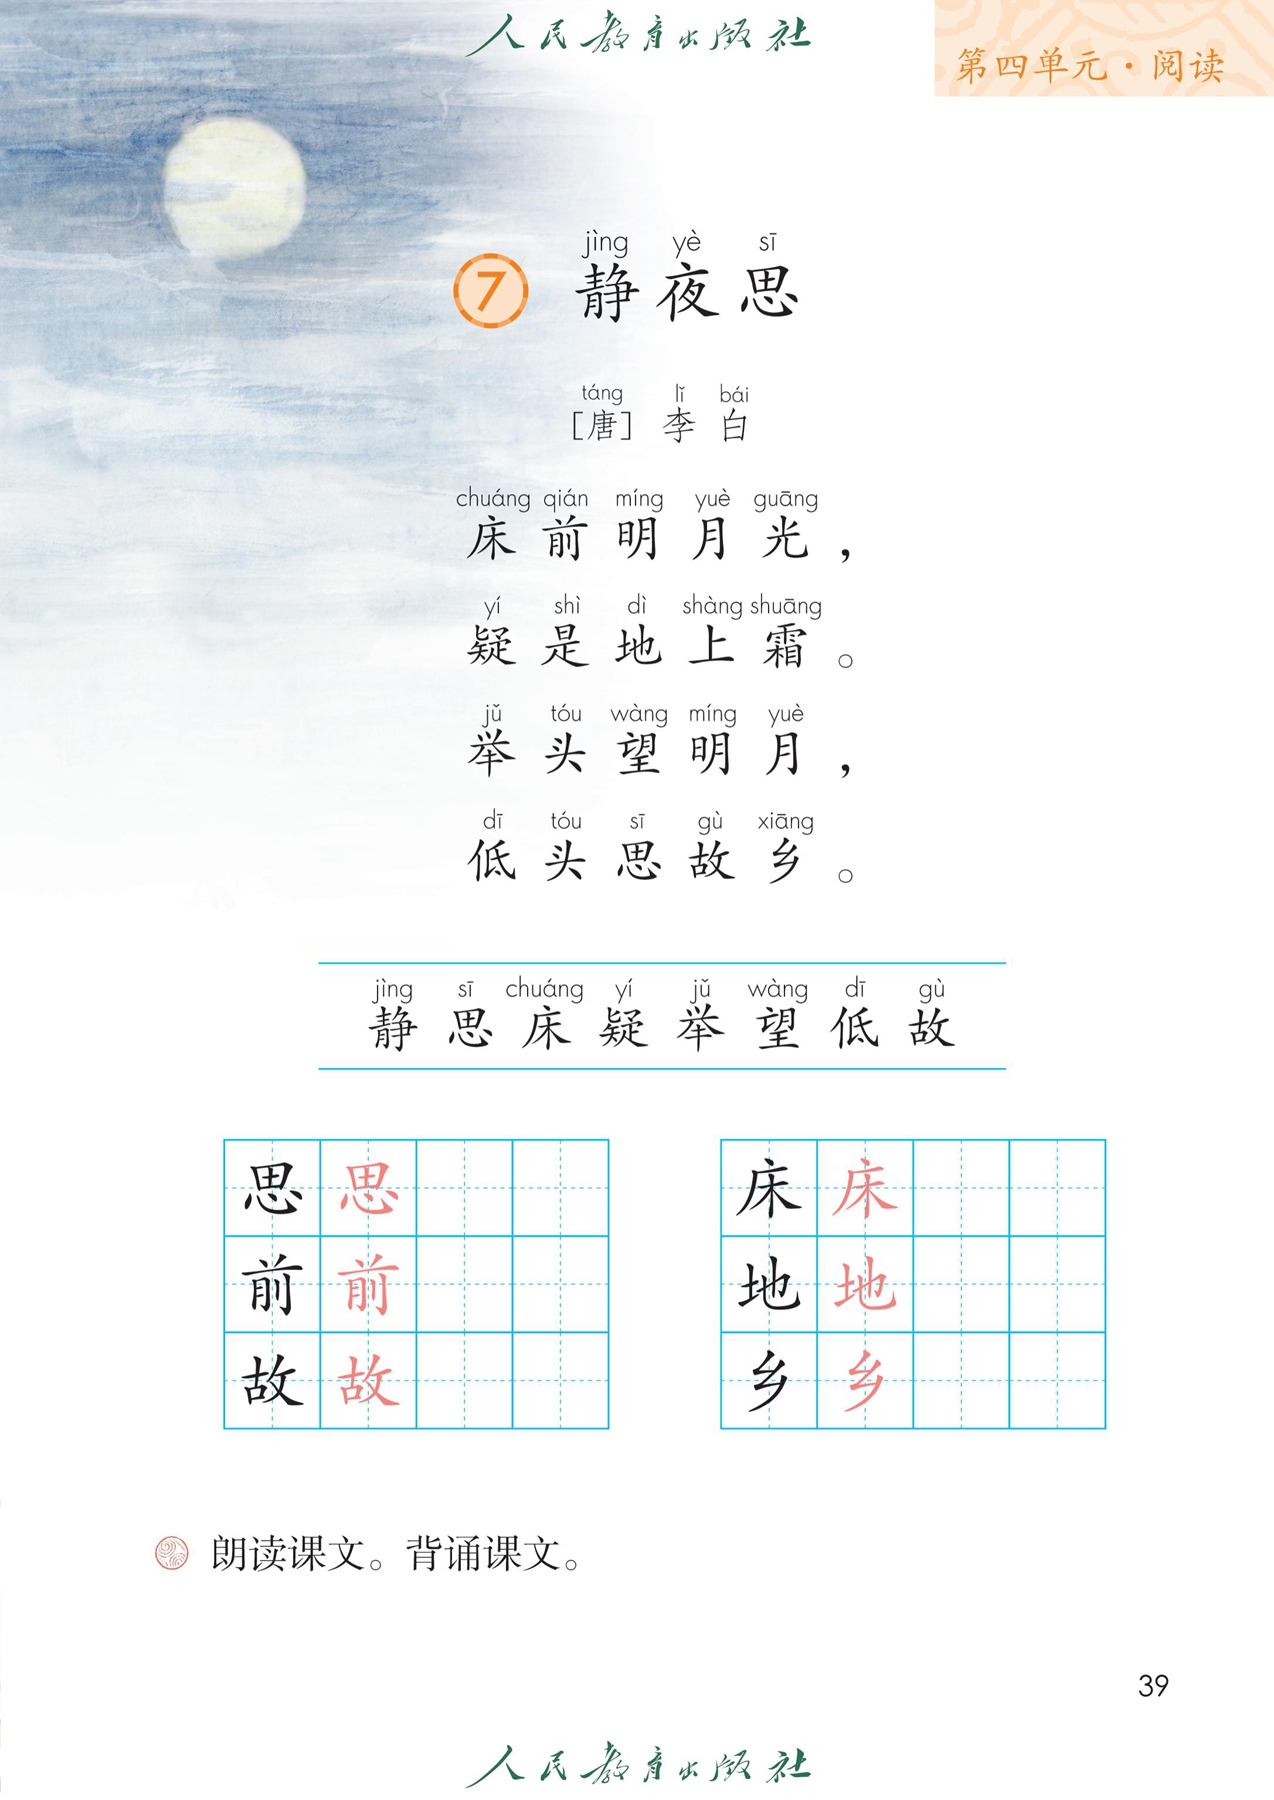 人民教育出版社
第四单元·阅读
jìng yè sī
7 静夜思
táng lǐ bái
[唐] 李白
chuáng qián míng yuè guāng
床前明月光，
yí shì dì shàng shuāng
疑是地上霜。
jǔ tóu wàng míng yuè
举头望明月，
dī tóu sī gù xiāng
低头思故乡。
jìng sī chuáng yí jǔ wàng dī gù
静 思 床 疑 举 望 低 故
思 思 床 床
前 前 地 地
故 故 乡 乡
朗读课文。背诵课文。
39
人民教育出版社